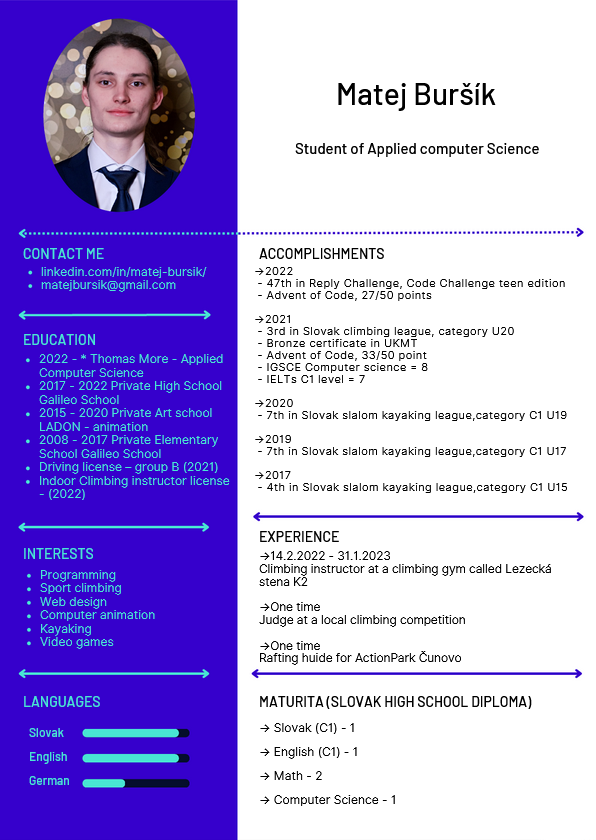 Matej Buršík
Student of Applied computer Science
CONTACT ME
• linkedin.com/in/matej-bursik/
• matejbursik@gmail.com
EDUCATION
• 2022 - * Thomas More - Applied
Computer Science
• 2017 - 2022 Private High School
Galileo School
• 2015 - 2020 Private Art school
LADON - animation
• 2008 - 2017 Private Elementary
School Galileo School
• Driving license – group B (2021)
• Indoor Climbing instructor license
- (2022)
INTERESTS
• Programming
• Sport climbing
• Web design
• Computer animation
• Kayaking
• Video games
LANGUAGES
Slovak
English
German
ACCOMPLISHMENTS
→2022
- 47th in Reply Challenge, Code Challenge teen edition
- Advent of Code, 27/50 points
→2021
- 3rd in Slovak climbing league, category U20
- Bronze certificate in UKMT
- Advent of Code, 33/50 point
- IGSCE Computer science = 8
- IELTs C1 level = 7
→2020
- 7th in Slovak slalom kayaking league,category C1 U19
→2019
- 7th in Slovak slalom kayaking league,category C1 U17
→2017
- 4th in Slovak slalom kayaking league,category C1 U15
EXPERIENCE
→14.2.2022 - 31.1.2023
Climbing instructor at a climbing gym called Lezecká
stena K2
→One time
Judge at a local climbing competition
→One time
Rafting huide for ActionPark Čunovo
MATURITA (SLOVAK HIGH SCHOOL DIPLOMA)
→ Slovak (C1) - 1
→ English (C1) - 1
→ Math - 2
→ Computer Science - 1